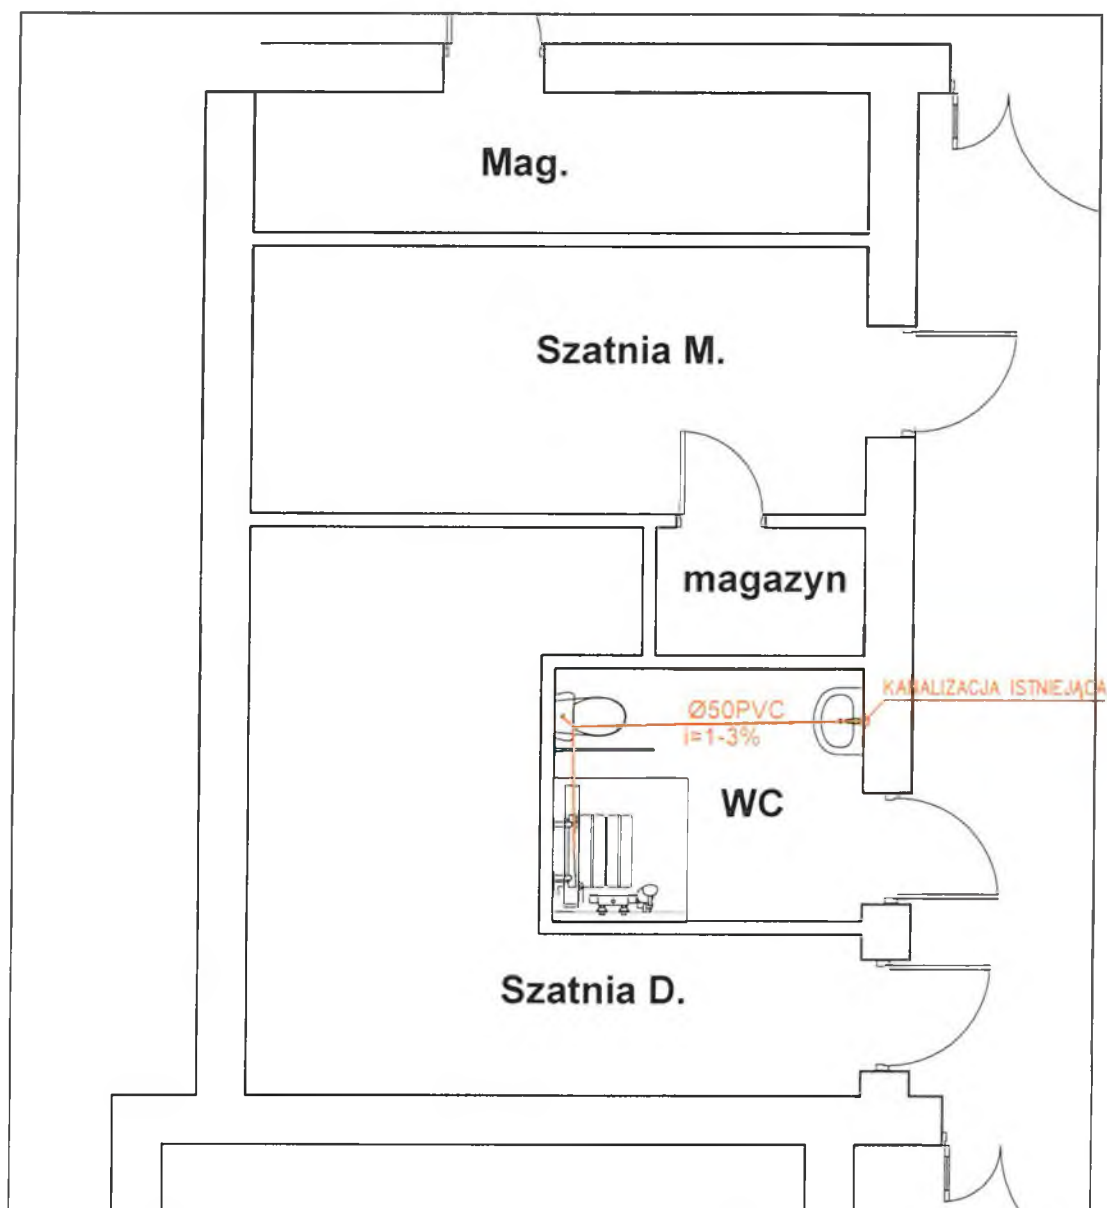 Mag.
Szatnia M.
magazyn
KANALIZACJA ISTNIEJĄCA
Ø50PVC
i=1-3%
WC
Szatnia D.